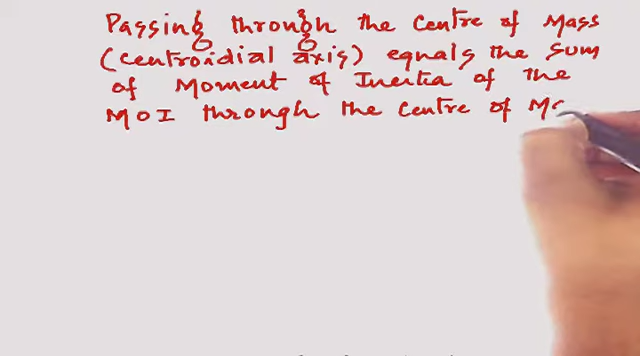 Passing through the centre of Mass
(centroidial axis) equals the sum
of Moment of Inertia of the
MOI through the centre of